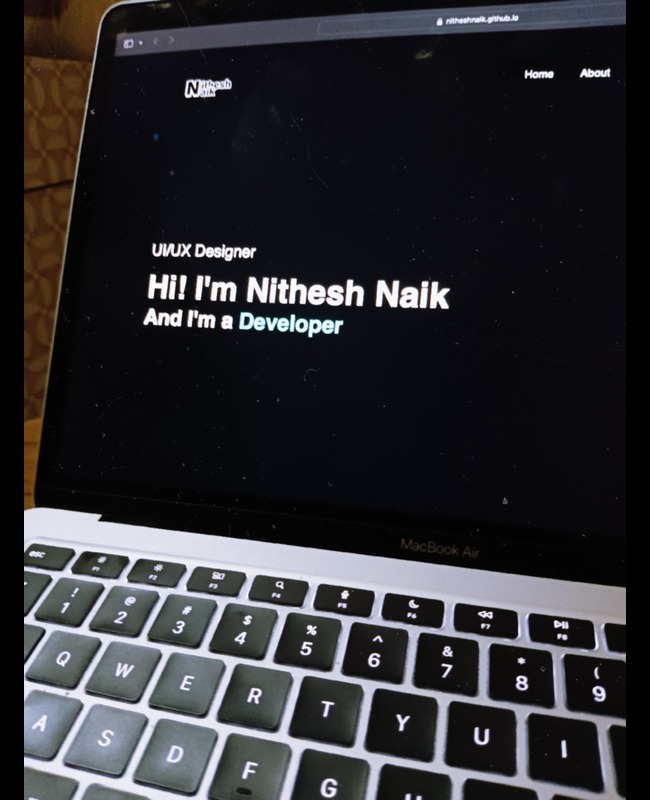 nitheshnaik.github.io
Home About
Nithesh
Naik
UI/UX Designer
Hi! I'm Nithesh Naik
And I'm a Developer
MacBook Air
esc F1 F2 F3 F4 F5 F6 F7 F8
! @ # $ % ^ & * (
1 2 3 4 5 6 7 8 9
Q W E R T Y U I
A S D F G